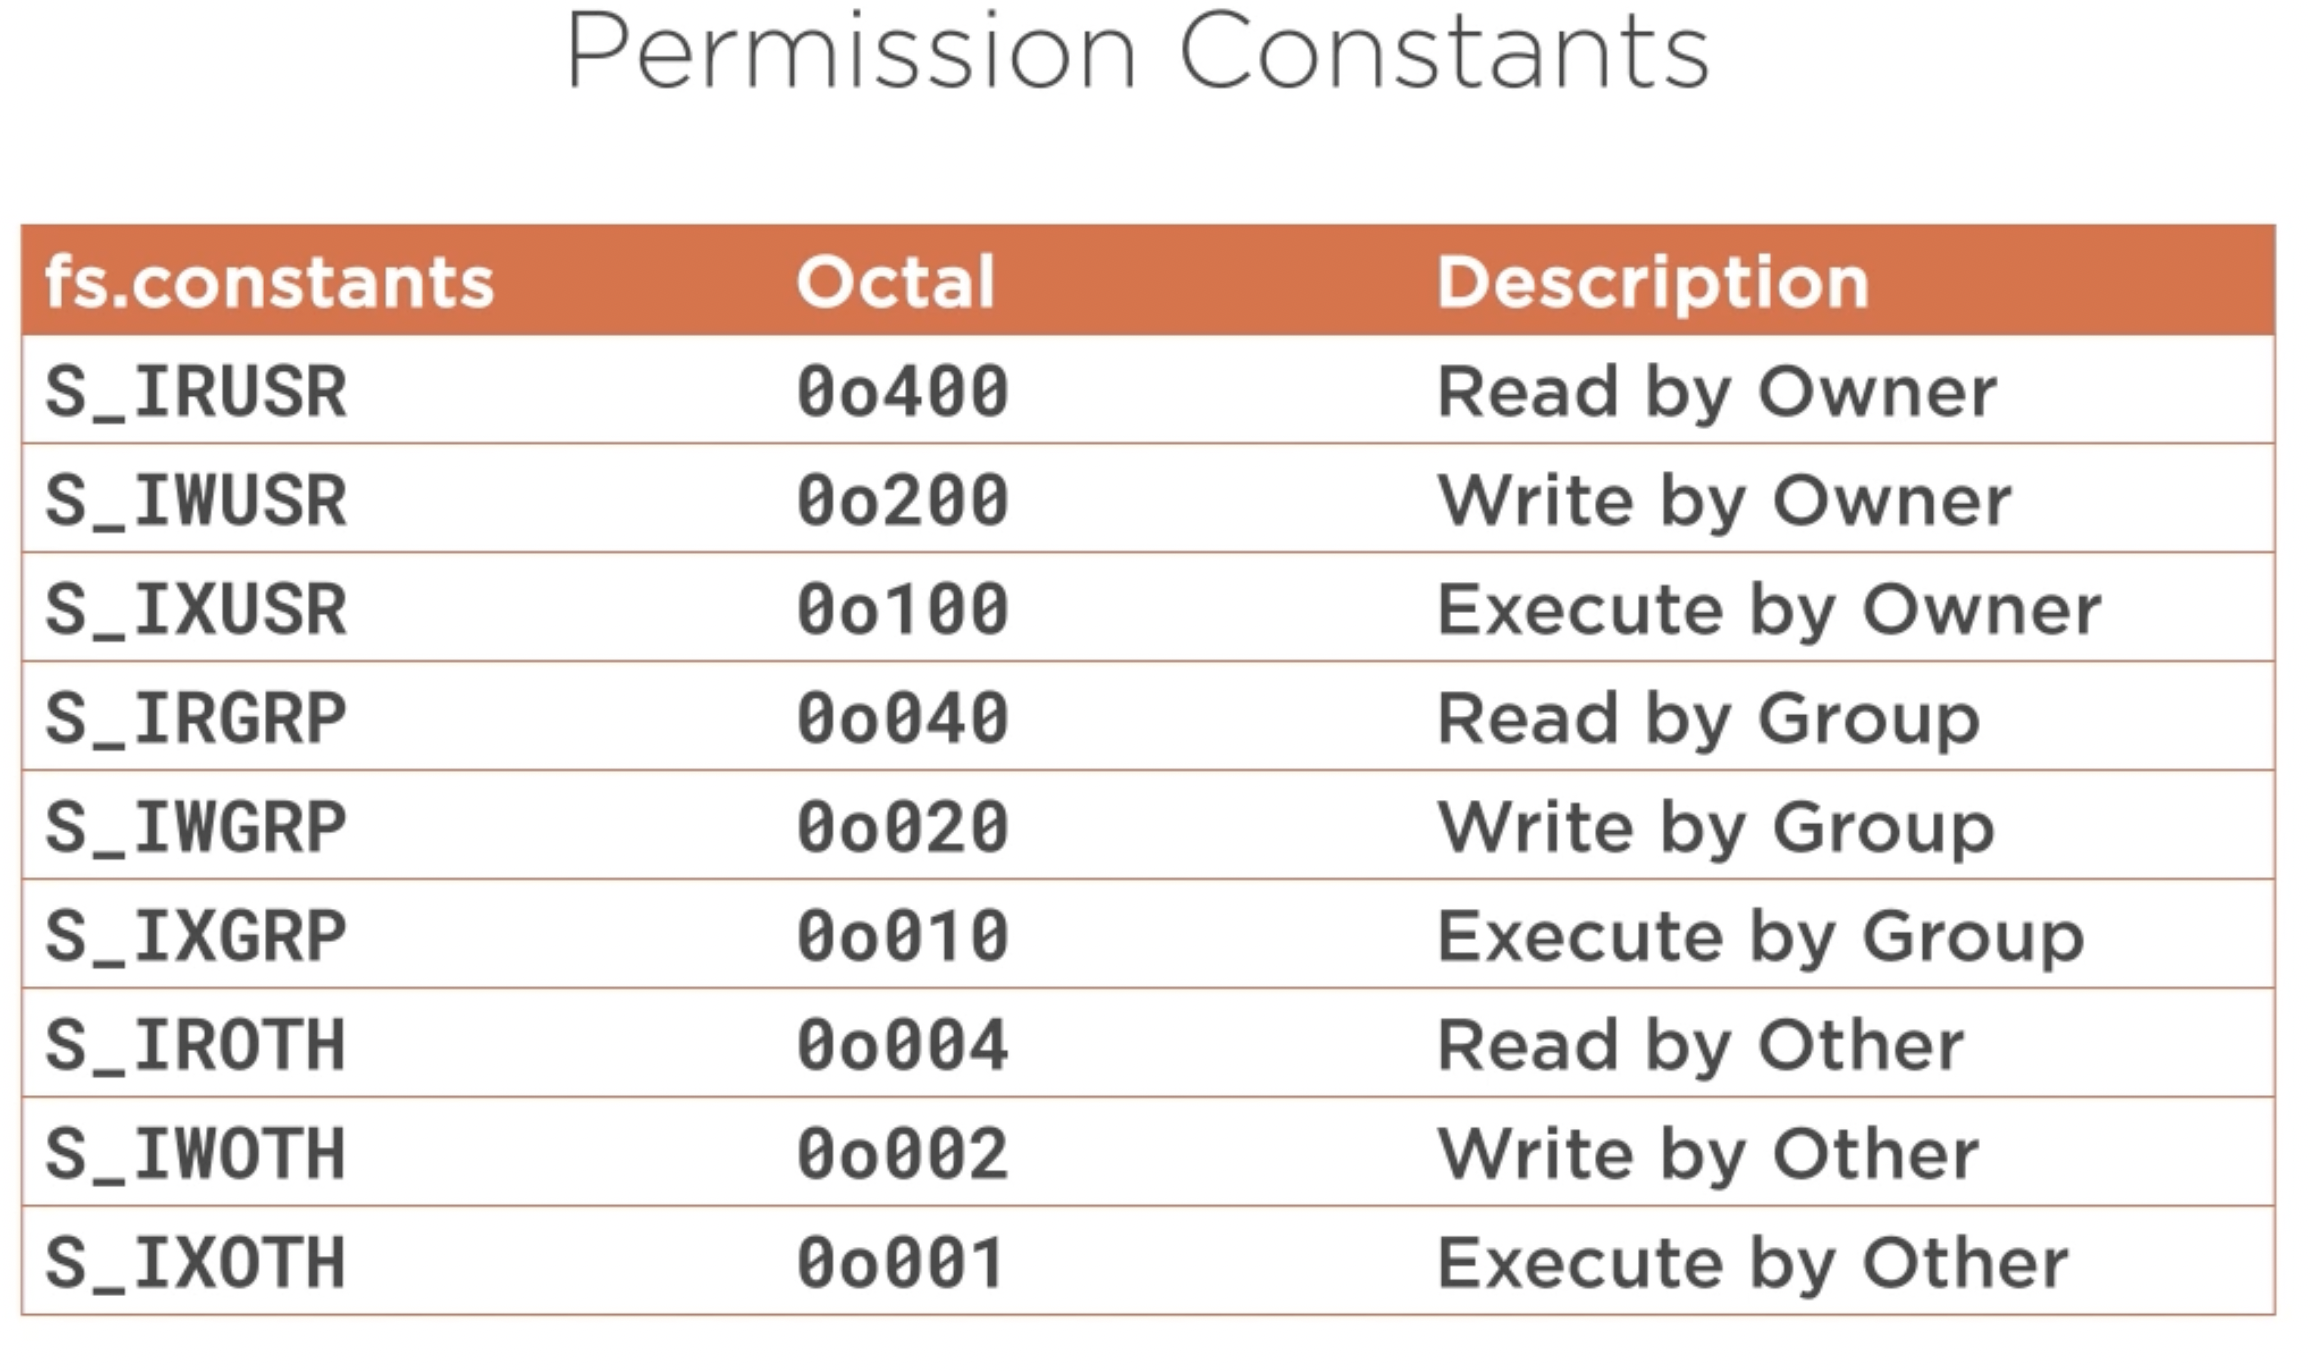 Permission Constants
fs.constants Octal Description
S_IRUSR 0o400 Read by Owner
S_IWUSR 0o200 Write by Owner
S_IXUSR 0o100 Execute by Owner
S_IRGRP 0o040 Read by Group
S_IWGRP 0o020 Write by Group
S_IXGRP 0o010 Execute by Group
S_IROTH 0o004 Read by Other
S_IWOTH 0o002 Write by Other
S_IXOTH 0o001 Execute by Other